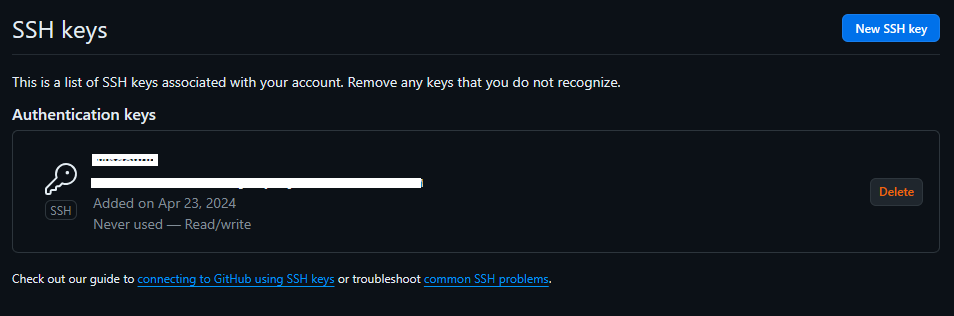 SSH keys
New SSH key
This is a list of SSH keys associated with your account. Remove any keys that you do not recognize.
Authentication keys
SSH
Added on Apr 23, 2024
Never used — Read/write
Delete
Check out our guide to connecting to GitHub using SSH keys or troubleshoot common SSH problems.